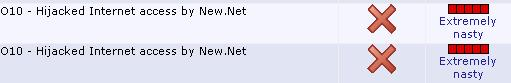 O10 - Hijacked Internet access by New.Net
Extremely
nasty
O10 - Hijacked Internet access by New.Net
Extremely
nasty